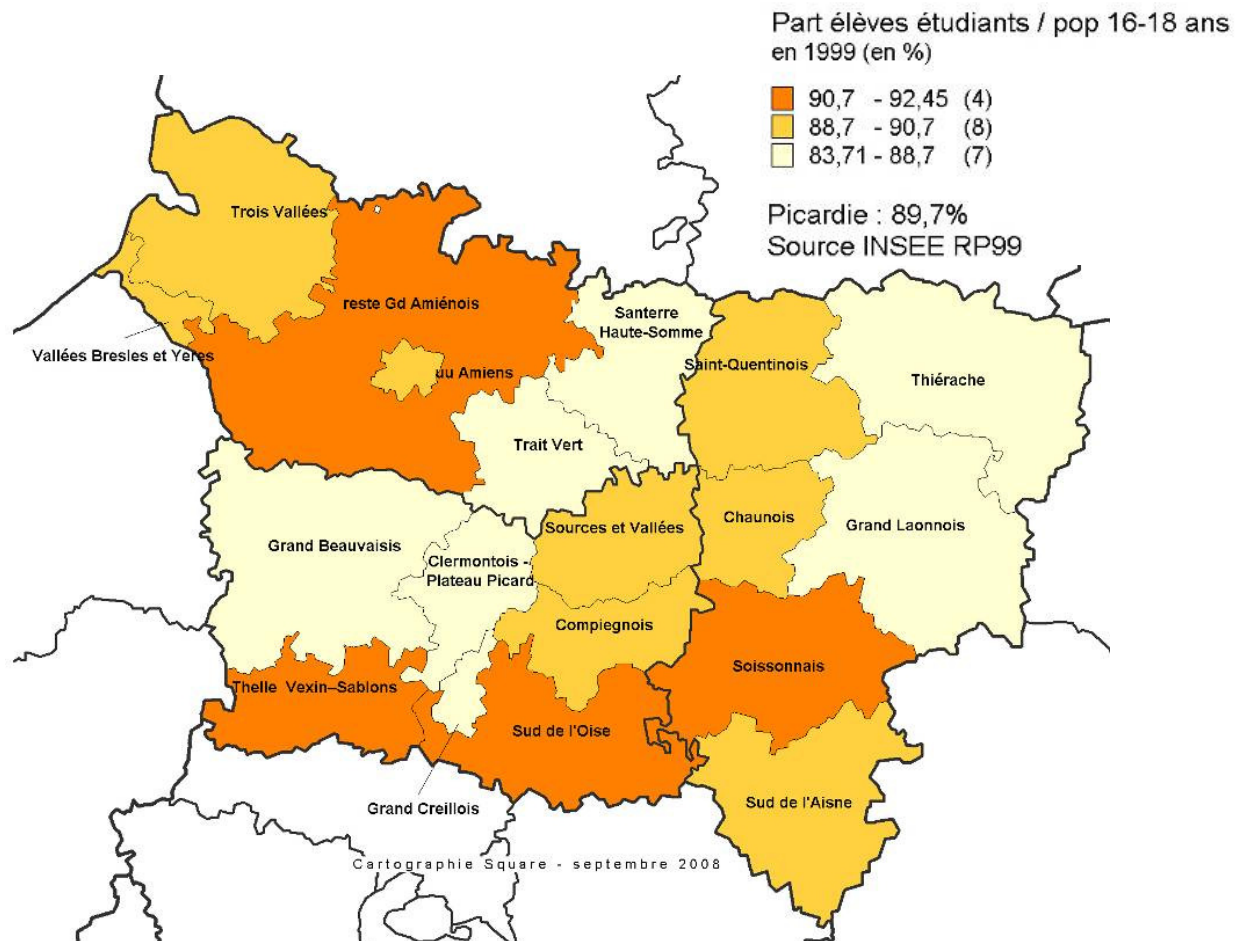 Part élèves étudiants / pop 16-18 ans
en 1999 (en %)
90,7 - 92,45 (4)
88,7 - 90,7 (8)
83,71 - 88,7 (7)
Picardie : 89,7%
Source INSEE RP99
Trois Vallées
reste Gd Amiénois
Santerre
Haute-Somme
Vallées Bresles et Yeres
uu Amiens
Saint-Quentinois
Thiérache
Trait Vert
Chaunois
Grand Laonnois
Sources et Vallées
Grand Beauvaisis
Clermontois -
Plateau Picard
Compiegnois
Soissonnais
Thelle Vexin–Sablons
Sud de l'Oise
Sud de l'Aisne
Grand Creillois
Cartographie Square - septembre 2008